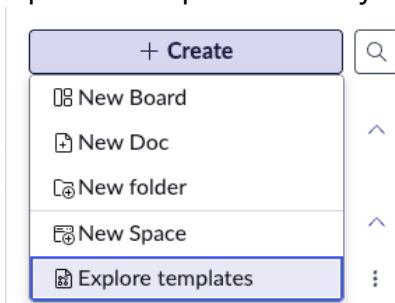 + Create
New Board
New Doc
New folder
New Space
Explore templates